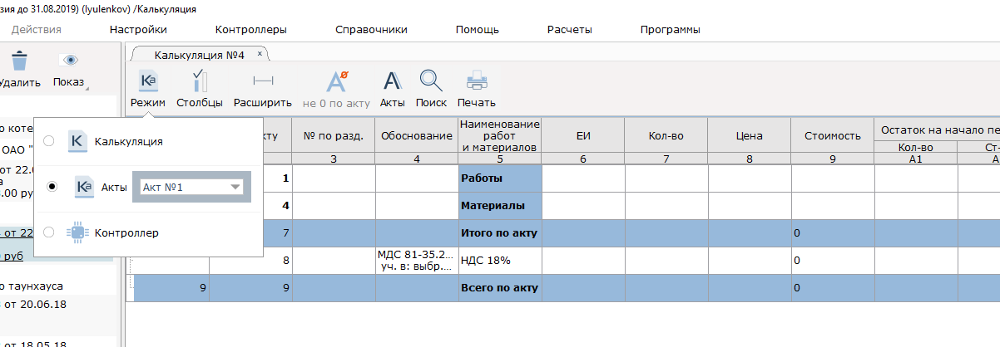 зия до 31.08.2019) (lyulenkov) /Калькуляция
Действия Настройки Контроллеры Справочники Помощь Расчеты Программы
Калькуляция №4 x
Удалить Показ Режим Столбцы Расширить не 0 по акту Акты Поиск Печать
кту № по разд. Обоснование Наименование работ и материалов ЕИ Кол-во Цена Стоимость Остаток на начало пе
Кол-во Ст-
3 4 5 6 7 8 9 А1 А
Калькуляция
Акты Акт №1
Контроллер
1 Работы
4 Материалы
7 Итого по акту 0
8 МДС 81-35.2... уч. в: выбр.... НДС 18% 0
9 9 Всего по акту 0
о коте
ОАО "
от 22.0
а
3.00 ру
от 22
руб
о таунхауса
от 20.06.18
от 18.05.18